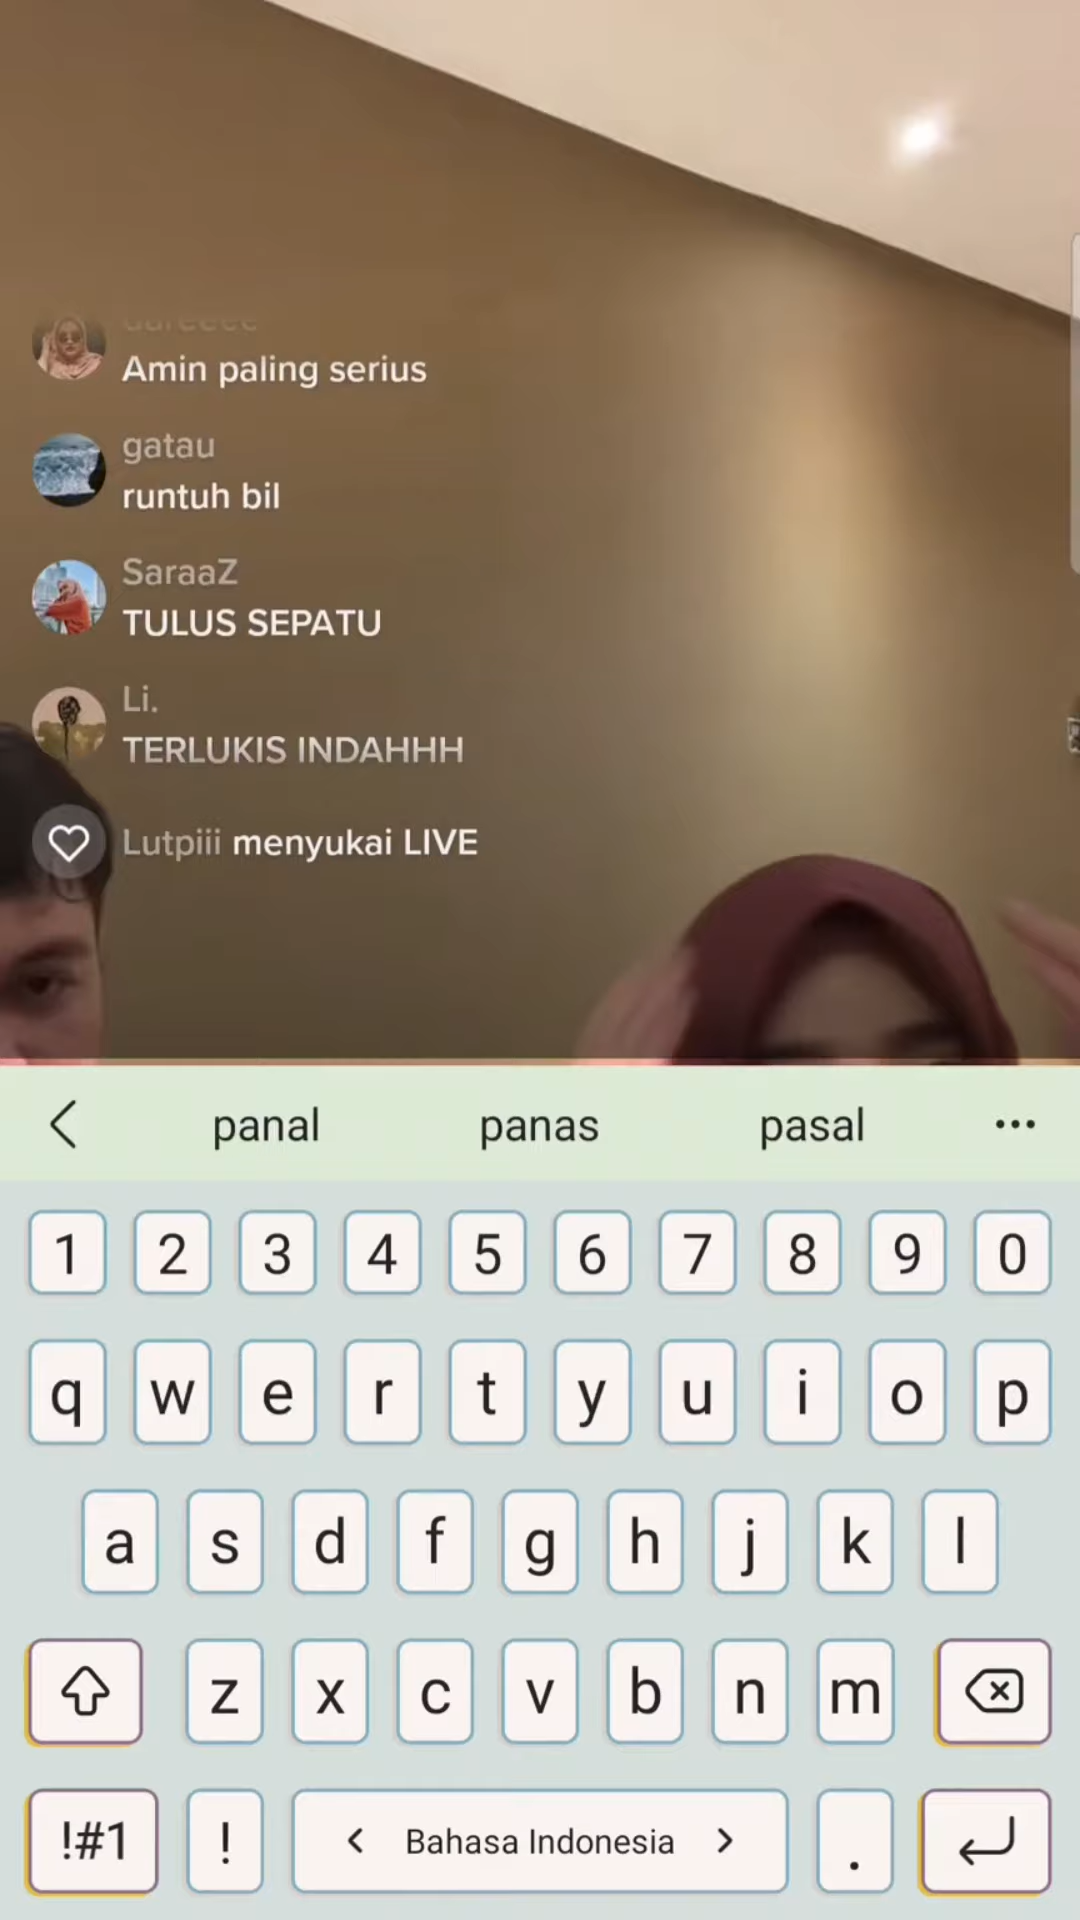 Amin paling serius
gatau
runtuh bil
SaraaZ
TULUS SEPATU
Li.
TERLUKIS INDAHHH
Lutpiii menyukai LIVE
panal panas pasal
1 2 3 4 5 6 7 8 9 0
q w e r t y u i o p
a s d f g h j k l
z x c v b n m
!#1 ! < Bahasa Indonesia > .